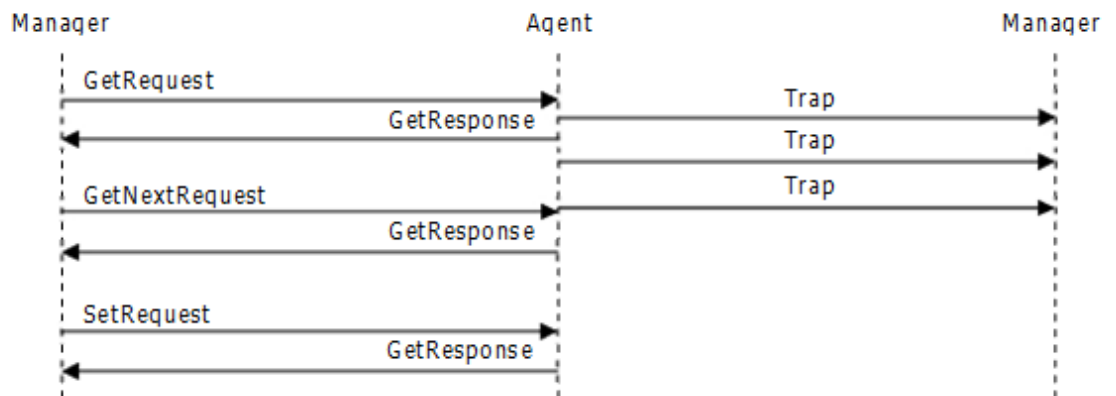 Manager Agent Manager
GetRequest
Trap
GetResponse
Trap
Trap
GetNextRequest
GetResponse
SetRequest
GetResponse